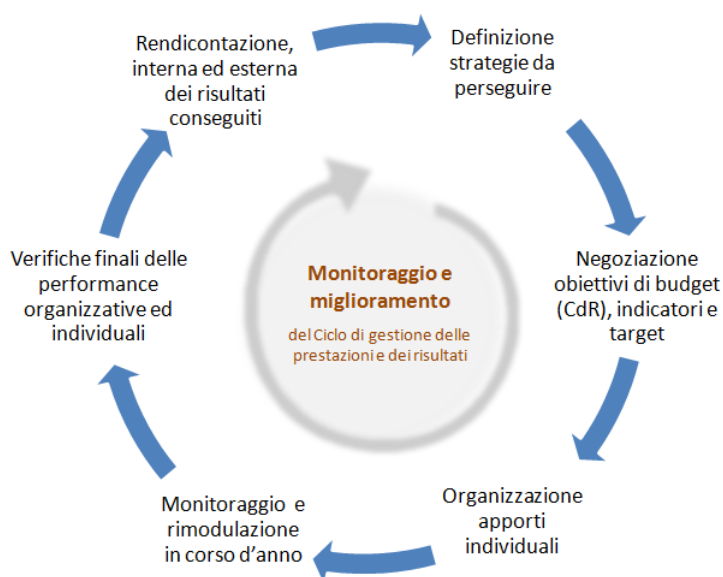 Definizione
strategie da
perseguire
Negoziazione
obiettivi di budget
(CdR), indicatori e
target
Organizzazione
apporti
individuali
Monitoraggio e
rimodulazione
in corso d'anno
Verifiche finali delle
performance
organizzative ed
individuali
Rendicontazione,
interna ed esterna
dei risultati
conseguiti
Monitoraggio e
miglioramento
del Ciclo di gestione delle
prestazioni e dei risultati